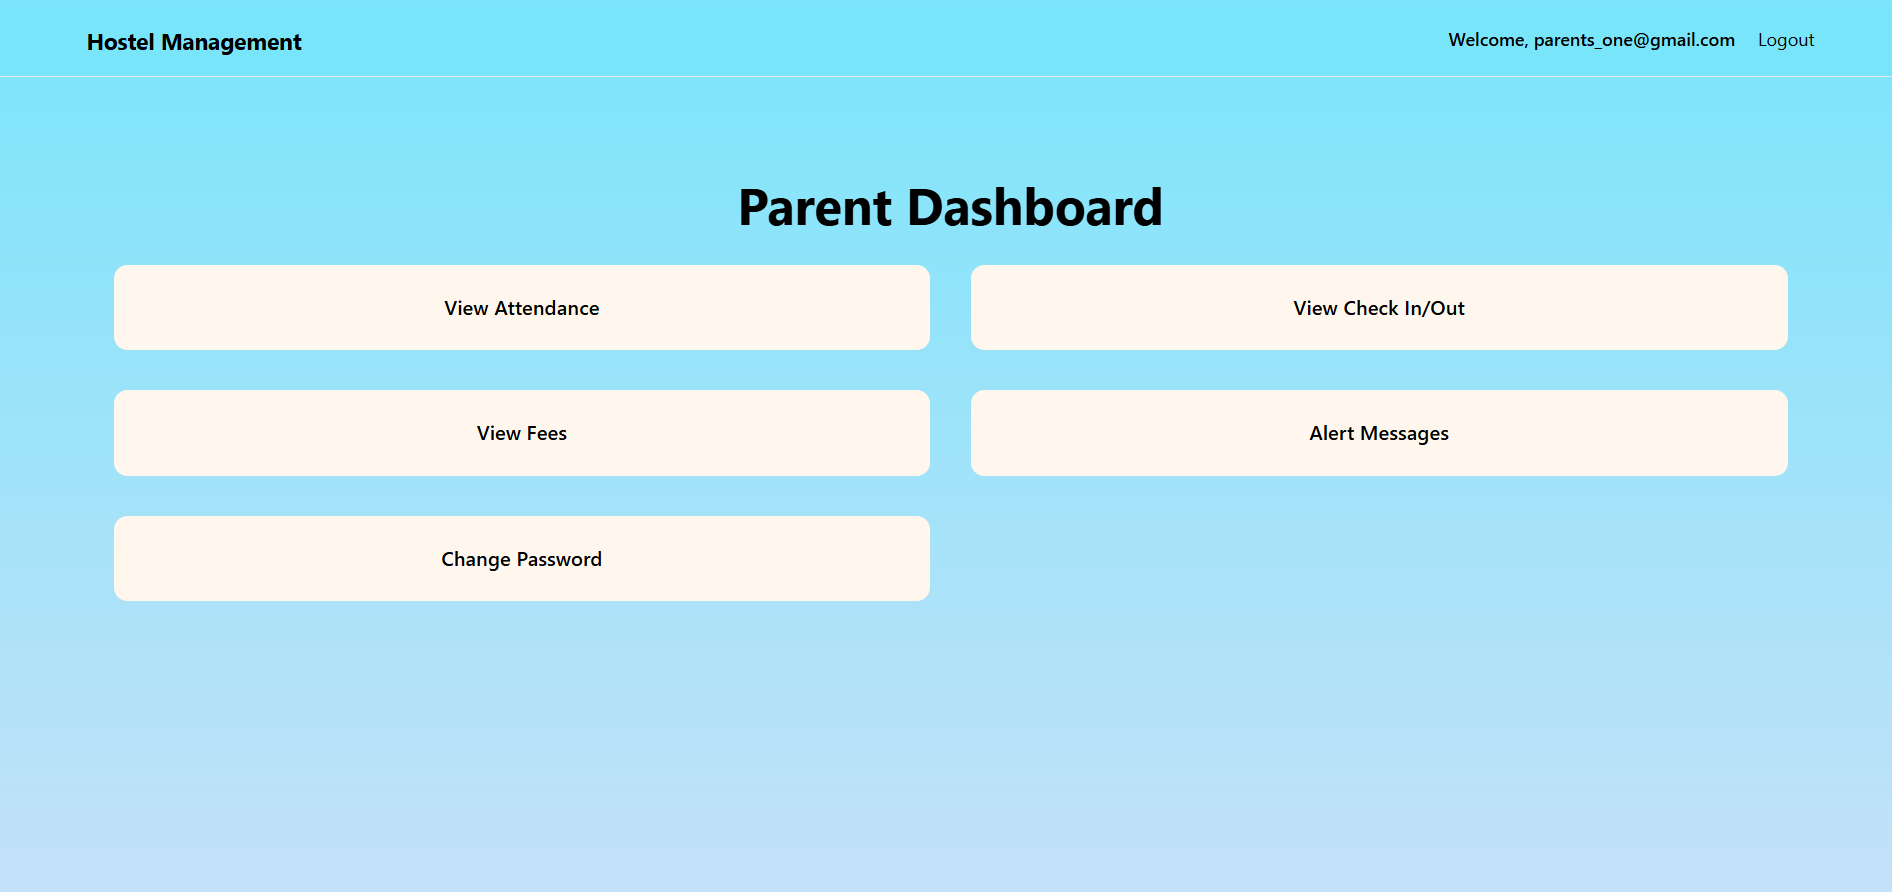 Hostel Management
Welcome, parents_one@gmail.com Logout
Parent Dashboard
View Attendance
View Check In/Out
View Fees
Alert Messages
Change Password